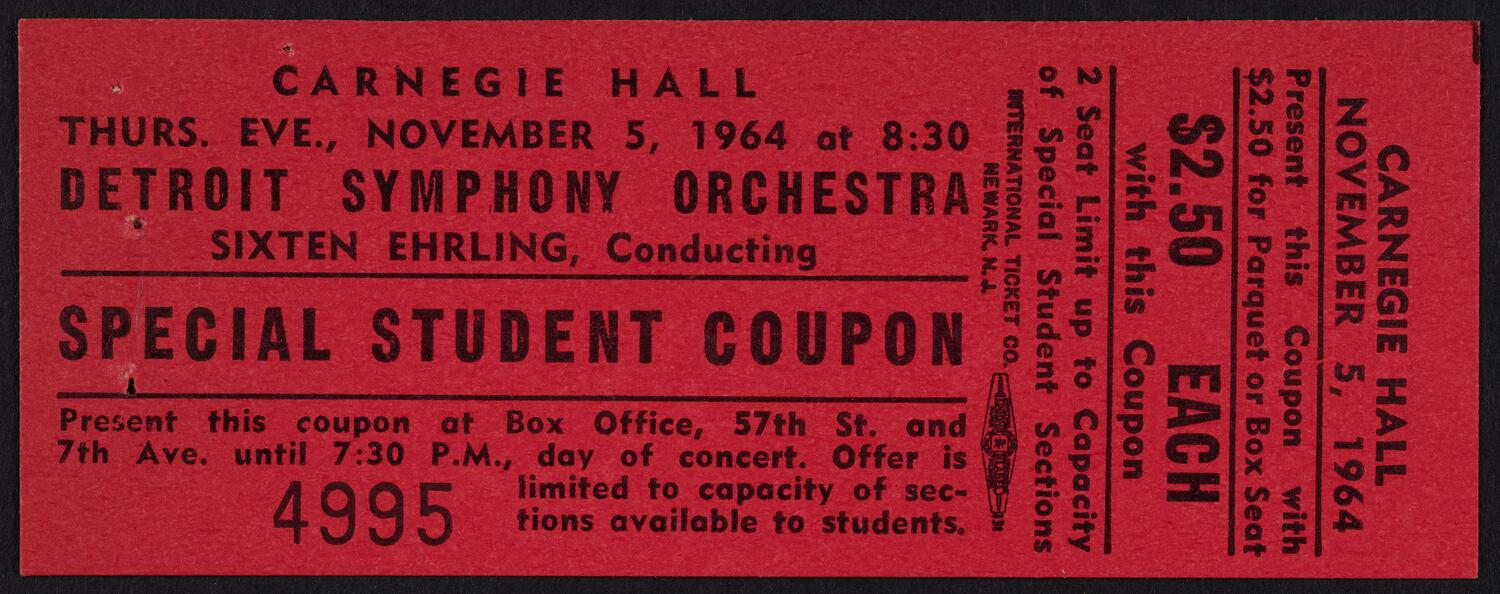 CARNEGIE HALL
THURS. EVE., NOVEMBER 5, 1964 at 8:30
DETROIT SYMPHONY ORCHESTRA
SIXTEN EHRLING, Conducting
SPECIAL STUDENT COUPON
Present this coupon at Box Office, 57th St. and
7th Ave. until 7:30 P.M., day of concert. Offer is
limited to capacity of sec-
tions available to students.
4995
CARNEGIE HALL
NOVEMBER 5, 1964
Present this Coupon with
$2.50 for Parquet or Box Seat
$2.50 EACH
with this Coupon
2 Seat Limit up to Capacity
of Special Student Sections
INTERNATIONAL TICKET CO.
NEWARK, N.J.